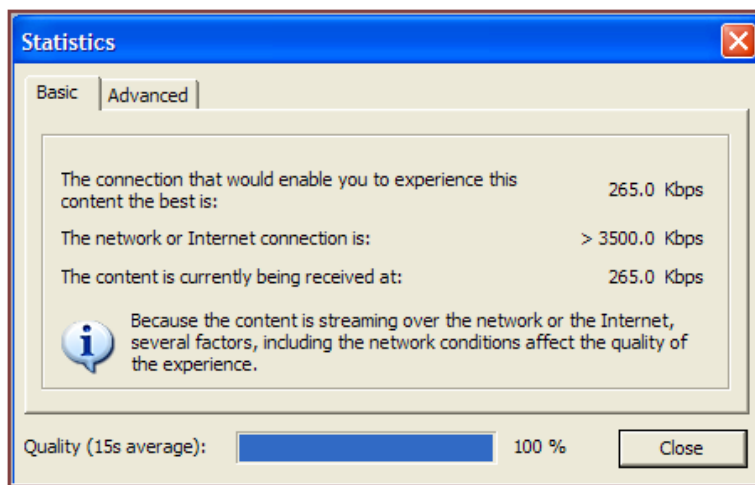 Statistics
Basic
Advanced
The connection that would enable you to experience this
content the best is:
265.0 Kbps
The network or Internet connection is:
> 3500.0 Kbps
The content is currently being received at:
265.0 Kbps
Because the content is streaming over the network or the Internet,
several factors, including the network conditions affect the quality of
the experience.
Quality (15s average):
100 %
Close